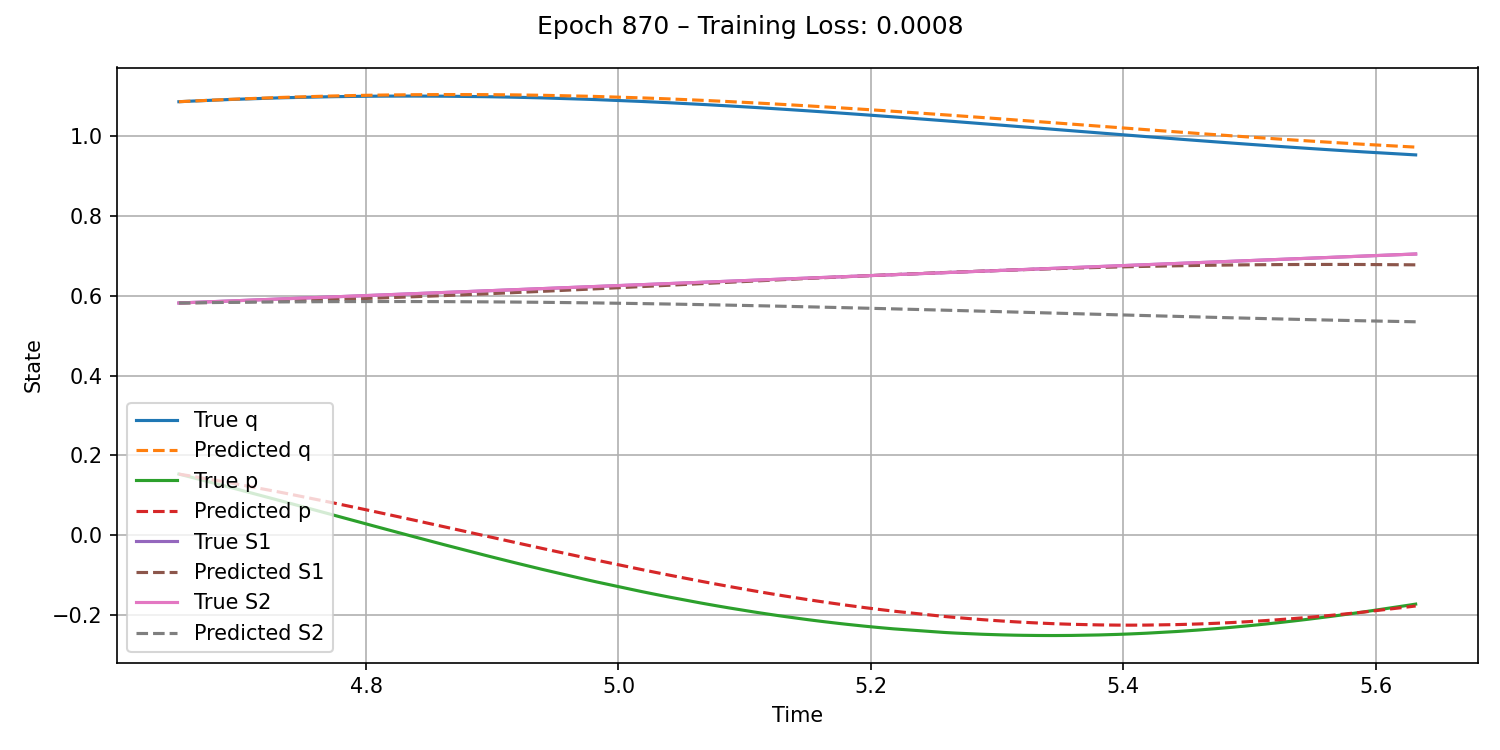 Epoch 870 – Training Loss: 0.0008
State
1.0
0.8
0.6
0.4
0.2
0.0
−0.2
True q
Predicted q
True p
Predicted p
True S1
Predicted S1
True S2
Predicted S2
4.8 5.0 5.2 5.4 5.6
Time